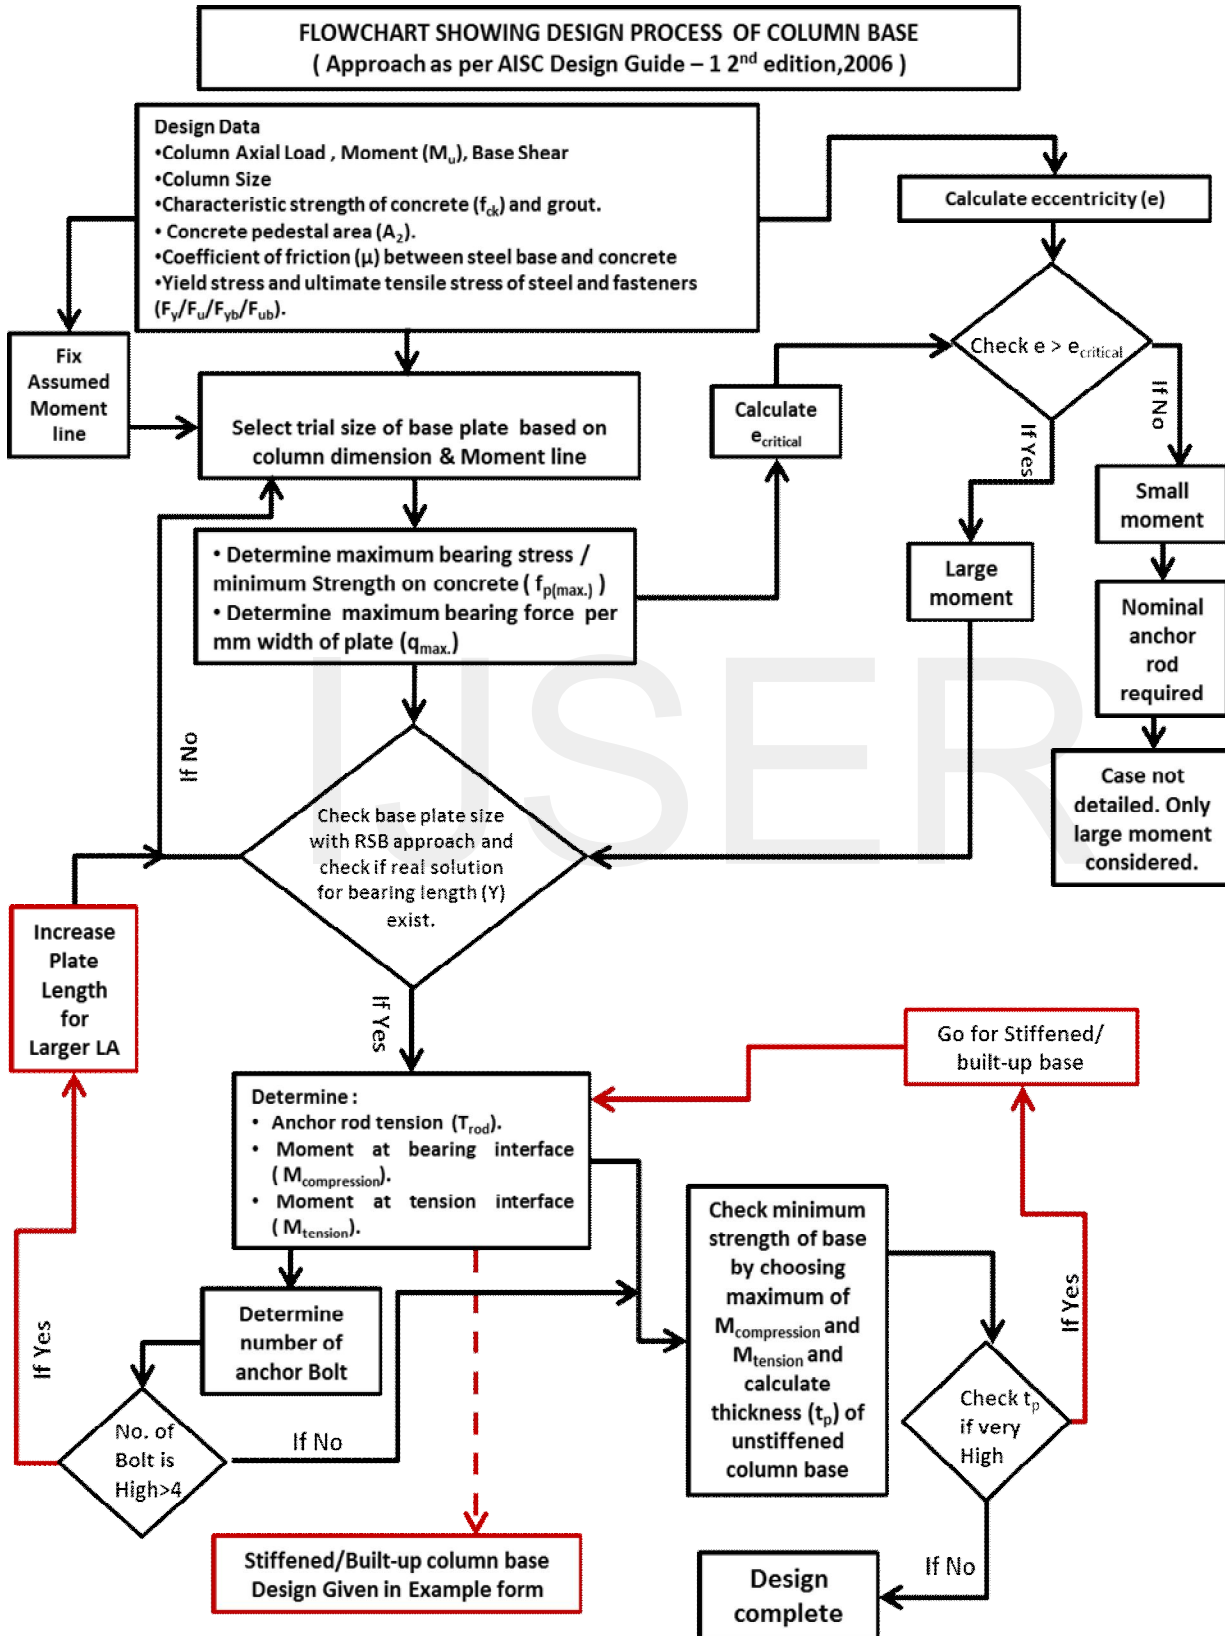 FLOWCHART SHOWING DESIGN PROCESS OF COLUMN BASE
( Approach as per AISC Design Guide – 1 2nd edition,2006 )
Design Data
•Column Axial Load , Moment (Mu), Base Shear
•Column Size
•Characteristic strength of concrete (fck) and grout.
• Concrete pedestal area (A2).
•Coefficient of friction (µ) between steel base and concrete
•Yield stress and ultimate tensile stress of steel and fasteners
(Fy/Fu/Fyb/Fub).
Calculate eccentricity (e)
Fix
Assumed
Moment
line
Select trial size of base plate based on
column dimension & Moment line
Calculate
ecritical
Check e > ecritical
If No
If Yes
Small
moment
Large
moment
Nominal
anchor
rod
required
Case not
detailed. Only
large moment
considered.
• Determine maximum bearing stress /
minimum Strength on concrete ( fp(max.) )
• Determine maximum bearing force per
mm width of plate (qmax.)
IJSER
If No
Check base plate size
with RSB approach and
check if real solution
for bearing length (Y)
exist.
If Yes
Increase
Plate
Length
for
Larger LA
Go for Stiffened/
built-up base
Determine :
• Anchor rod tension (Trod).
• Moment at bearing interface
( Mcompression).
• Moment at tension interface
( Mtension).
Check minimum
strength of base
by choosing
maximum of
Mcompression and
Mtension and
calculate
thickness (tp) of
unstiffened
column base
If Yes
Determine
number of
anchor Bolt
If Yes
No. of
Bolt is
High>4
If No
Check tp
if very
High
If No
Stiffened/Built-up column base
Design Given in Example form
Design
complete